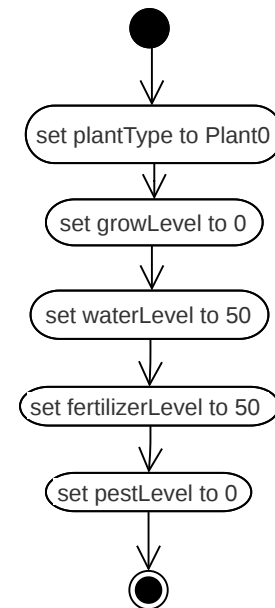 set plantType to Plant0
set growLevel to 0
set waterLevel to 50
set fertilizerLevel to 50
set pestLevel to 0